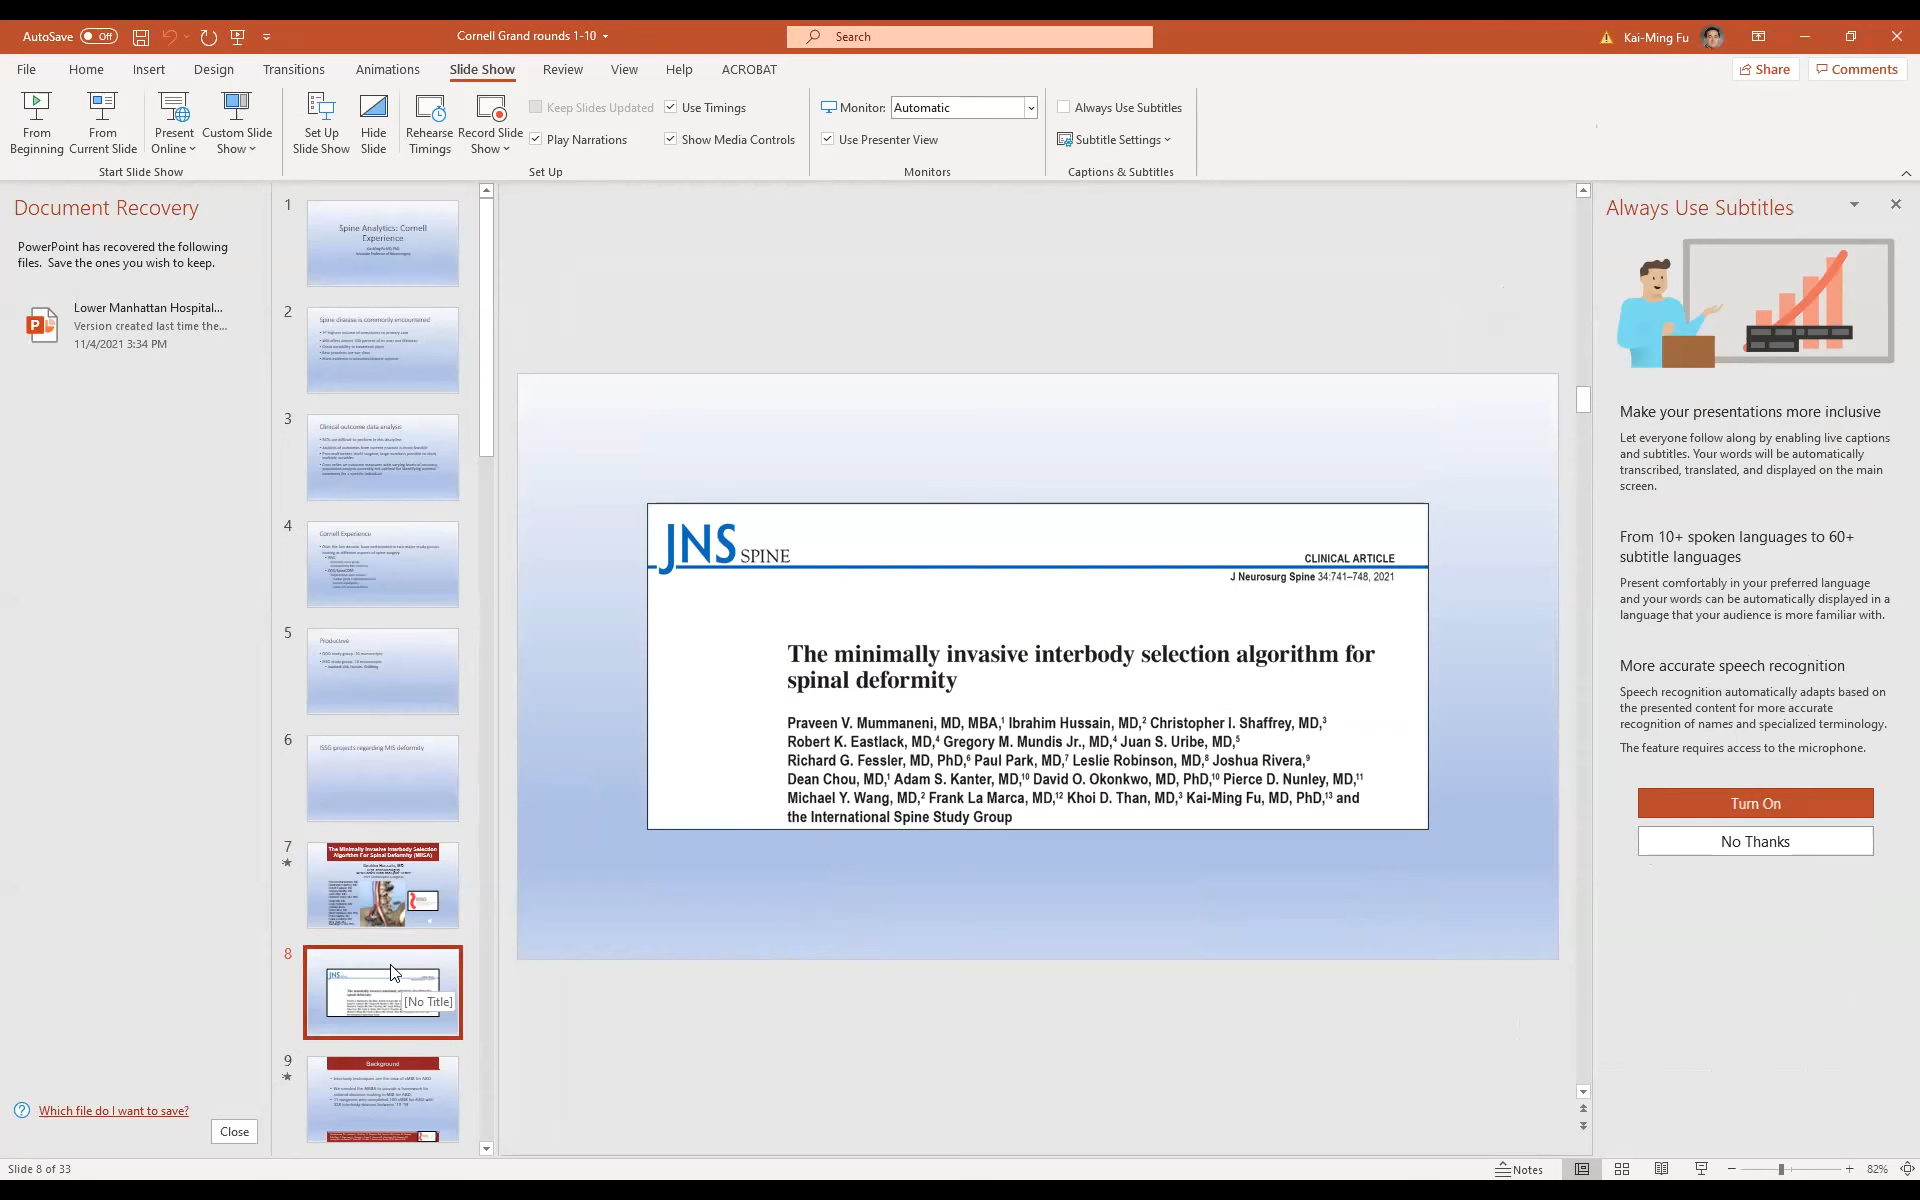 AutoSave Off
Cornell Grand rounds 1-10
Search
Kai-Ming Fu
File Home Insert Design Transitions Animations Slide Show Review View Help ACROBAT
Share Comments
From Beginning
From Current Slide
Present Online
Custom Slide Show
Start Slide Show
Set Up Slide Show
Hide Slide
Rehearse Timings
Record Slide Show
Keep Slides Updated
Play Narrations
Use Timings
Show Media Controls
Set Up
Monitor: Automatic
Use Presenter View
Monitors
Always Use Subtitles
Subtitle Settings
Captions & Subtitles
Document Recovery
PowerPoint has recovered the following
files. Save the ones you wish to keep.
Lower Manhattan Hospital...
Version created last time the...
11/4/2021 3:34 PM
Which file do I want to save?
Close
1
Spine Analytics: Cornell
Experience
2
Spine disease is commonly encountered
3
Clinical outcome data analysis
4
Cornell Experience
5
Productive
6
ISSG projects regarding MIS deformity
7
The Minimally Invasive Interbody Selection
Algorithm For Spinal Deformity (MIISA)
8
[No Title]
9
Background
JNS SPINE
CLINICAL ARTICLE
J Neurosurg Spine 34:741–748, 2021
The minimally invasive interbody selection algorithm for
spinal deformity
Praveen V. Mummaneni, MD, MBA,1 Ibrahim Hussain, MD,2 Christopher I. Shaffrey, MD,3
Robert K. Eastlack, MD,4 Gregory M. Mundis Jr., MD,4 Juan S. Uribe, MD,5
Richard G. Fessler, MD, PhD,6 Paul Park, MD,7 Leslie Robinson, MD,8 Joshua Rivera,9
Dean Chou, MD,1 Adam S. Kanter, MD,10 David O. Okonkwo, MD, PhD,10 Pierce D. Nunley, MD,11
Michael Y. Wang, MD,2 Frank La Marca, MD,12 Khoi D. Than, MD,3 Kai-Ming Fu, MD, PhD,13 and
the International Spine Study Group
Always Use Subtitles
Make your presentations more inclusive
Let everyone follow along by enabling live captions
and subtitles. Your words will be automatically
transcribed, translated, and displayed on the main
screen.
From 10+ spoken languages to 60+
subtitle languages
Present comfortably in your preferred language
and your words can be automatically displayed in a
language that your audience is more familiar with.
More accurate speech recognition
Speech recognition automatically adapts based on
the presented content for more accurate
recognition of names and specialized terminology.
The feature requires access to the microphone.
Turn On
No Thanks
Slide 8 of 33
Notes
82%